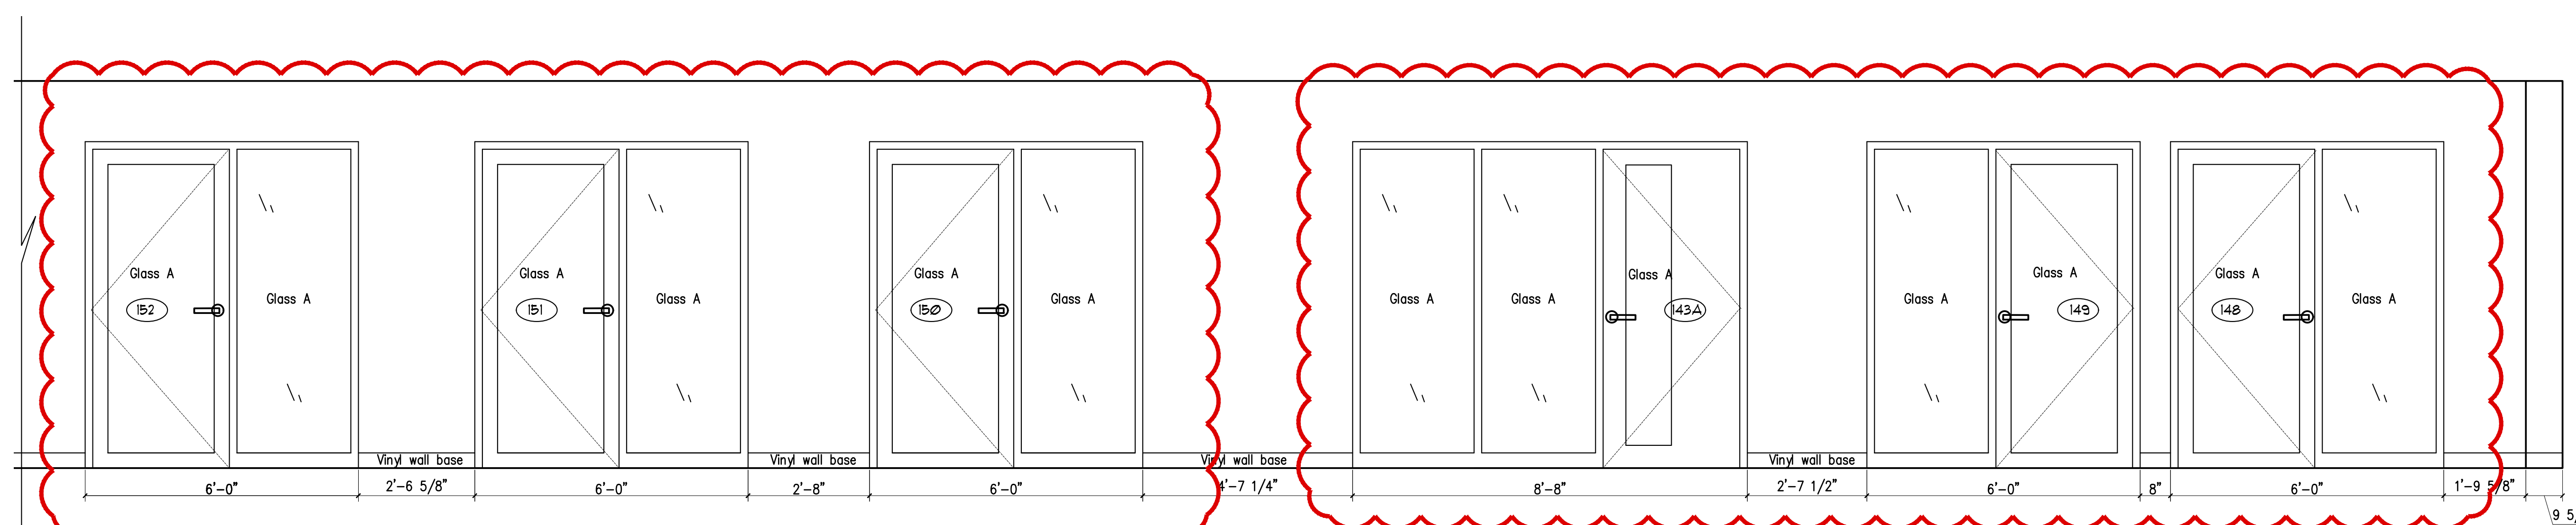 Glass A
Glass A
Glass A
Glass A
Glass A
Glass A
Glass A
Glass A
Glass A
Glass A
Glass A
Glass A
Glass A
152
151
150
143A
149
148
Vinyl wall base
Vinyl wall base
Vinyl wall base
Vinyl wall base
6'-0"
2'-6 5/8"
6'-0"
2'-8"
6'-0"
4'-7 1/4"
8'-8"
2'-7 1/2"
6'-0"
8"
6'-0"
1'-9 5/8"
9 5